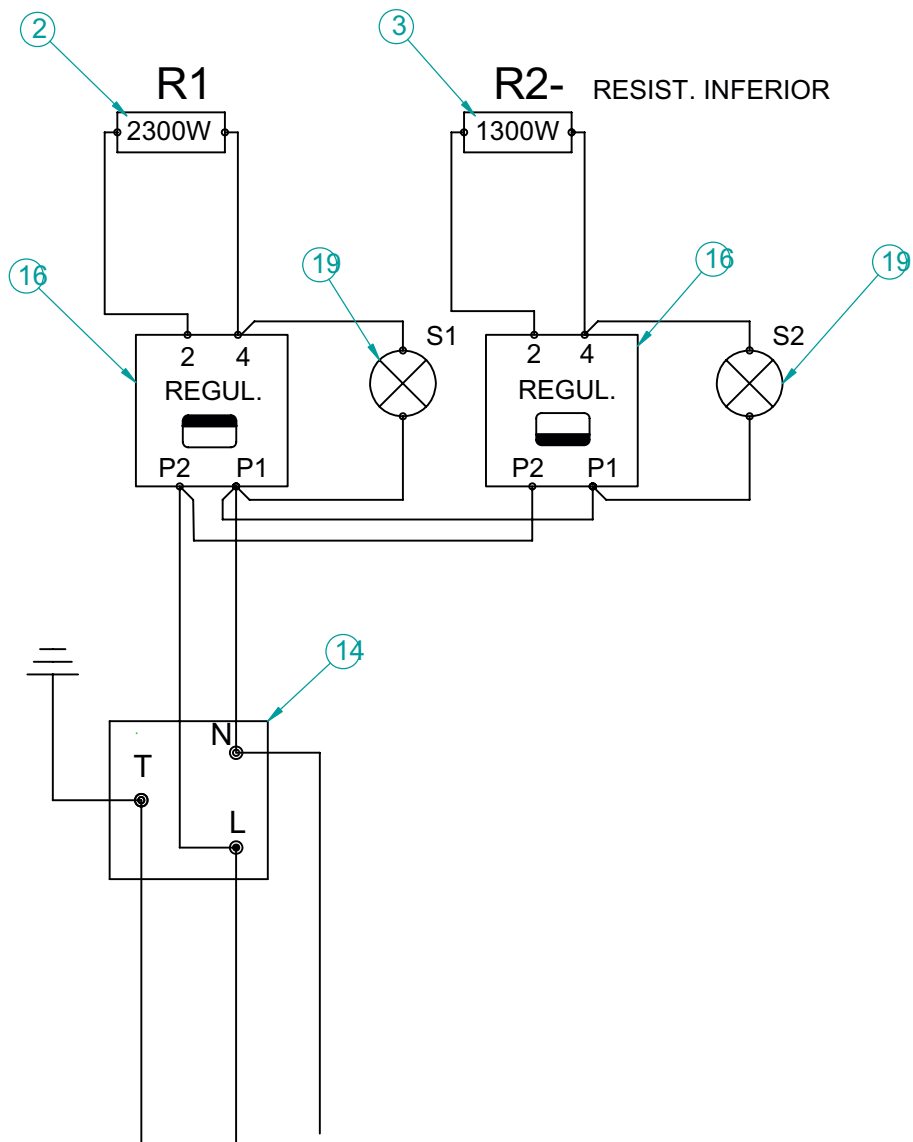 2
3
R1
R2- RESIST. INFERIOR
2300W
1300W
16
19
16
19
S1
S2
2 4
2 4
REGUL.
REGUL.
P2 P1
P2 P1
14
N
T
L